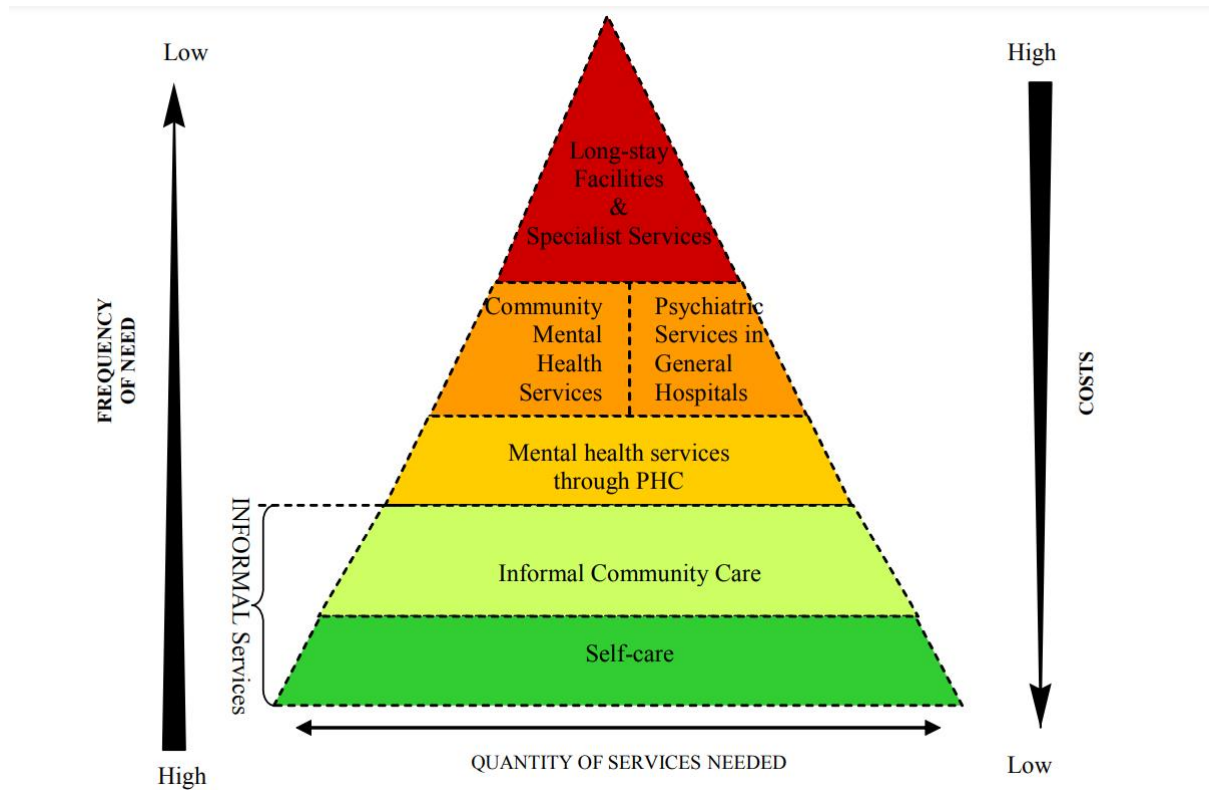 Low
High
Long-stay
Facilities
&
Specialist Services
Community
Mental
Health
Services
Psychiatric
Services in
General
Hospitals
FREQUENCY
OF NEED
COSTS
Mental health services
through PHC
INFORMAL Services
Informal Community Care
Self-care
QUANTITY OF SERVICES NEEDED
High
Low